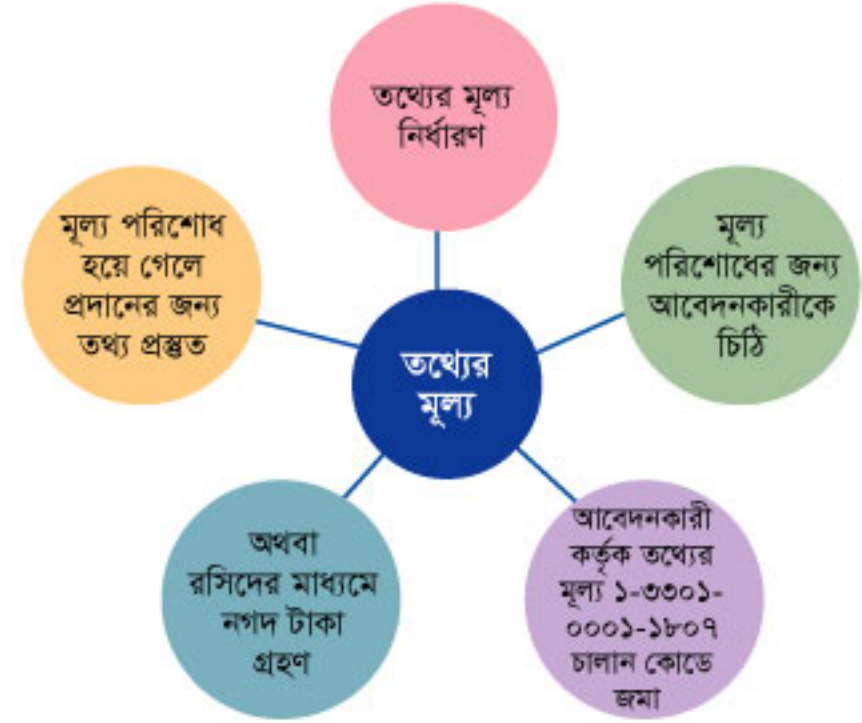 তথ্যের মূল্য
নির্ধারণ
মূল্য
পরিশোধের জন্য
আবেদনকারীকে
চিঠি
আবেদনকারী
কর্তৃক তথ্যের
মূল্য ১-৩৩০১-
০০০১-১৮০৭
চালান কোডে
জমা
অথবা
রসিদের মাধ্যমে
নগদ টাকা
গ্রহণ
মূল্য পরিশোধ
হয়ে গেলে
প্রদানের জন্য
তথ্য প্রস্তুত
তথ্যের
মূল্য